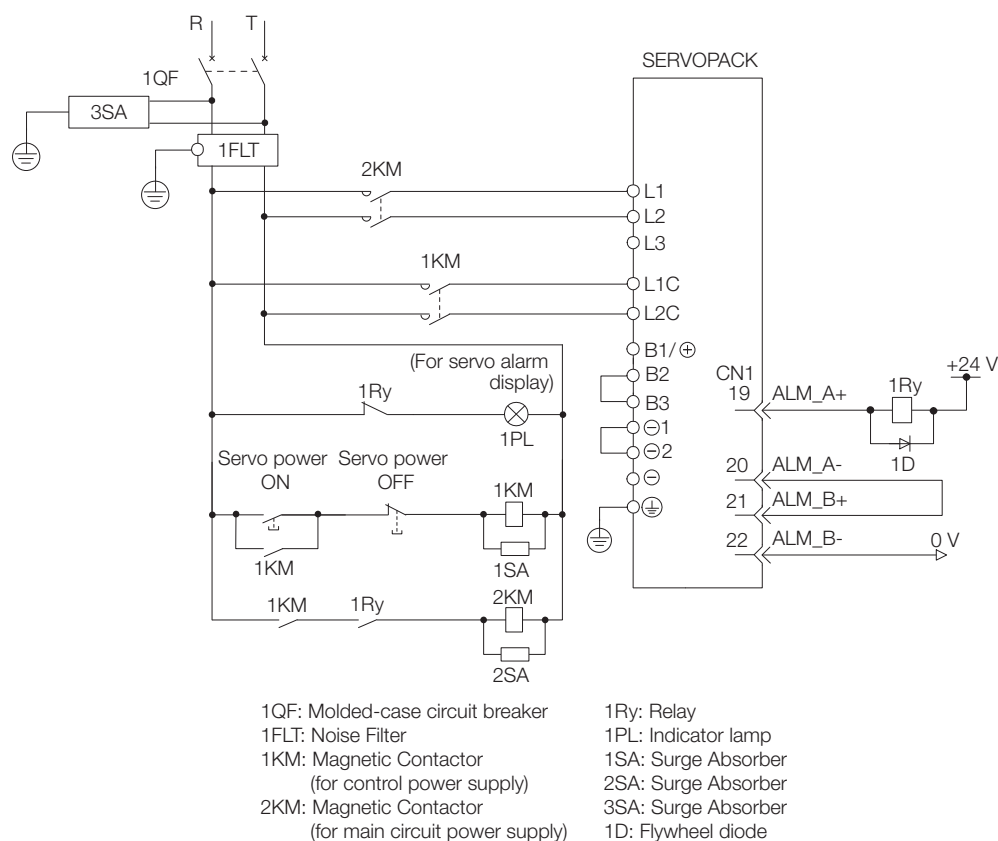 R T
SERVOPACK
1QF
3SA
1FLT
2KM
L1
L2
L3
1KM
L1C
L2C
B1/⊕
(For servo alarm
display)
B2
CN1
+24 V
1Ry
B3
19 ALM_A+
1Ry
⊖1
1PL
⊖2
1D
Servo power
ON
Servo power
OFF
20 ALM_A-
⊖
1KM
21 ALM_B+
22 ALM_B-
0 V
1KM
1SA
1KM
1Ry
2KM
2SA
1QF: Molded-case circuit breaker
1FLT: Noise Filter
1KM: Magnetic Contactor
(for control power supply)
2KM: Magnetic Contactor
(for main circuit power supply)
1Ry: Relay
1PL: Indicator lamp
1SA: Surge Absorber
2SA: Surge Absorber
3SA: Surge Absorber
1D: Flywheel diode